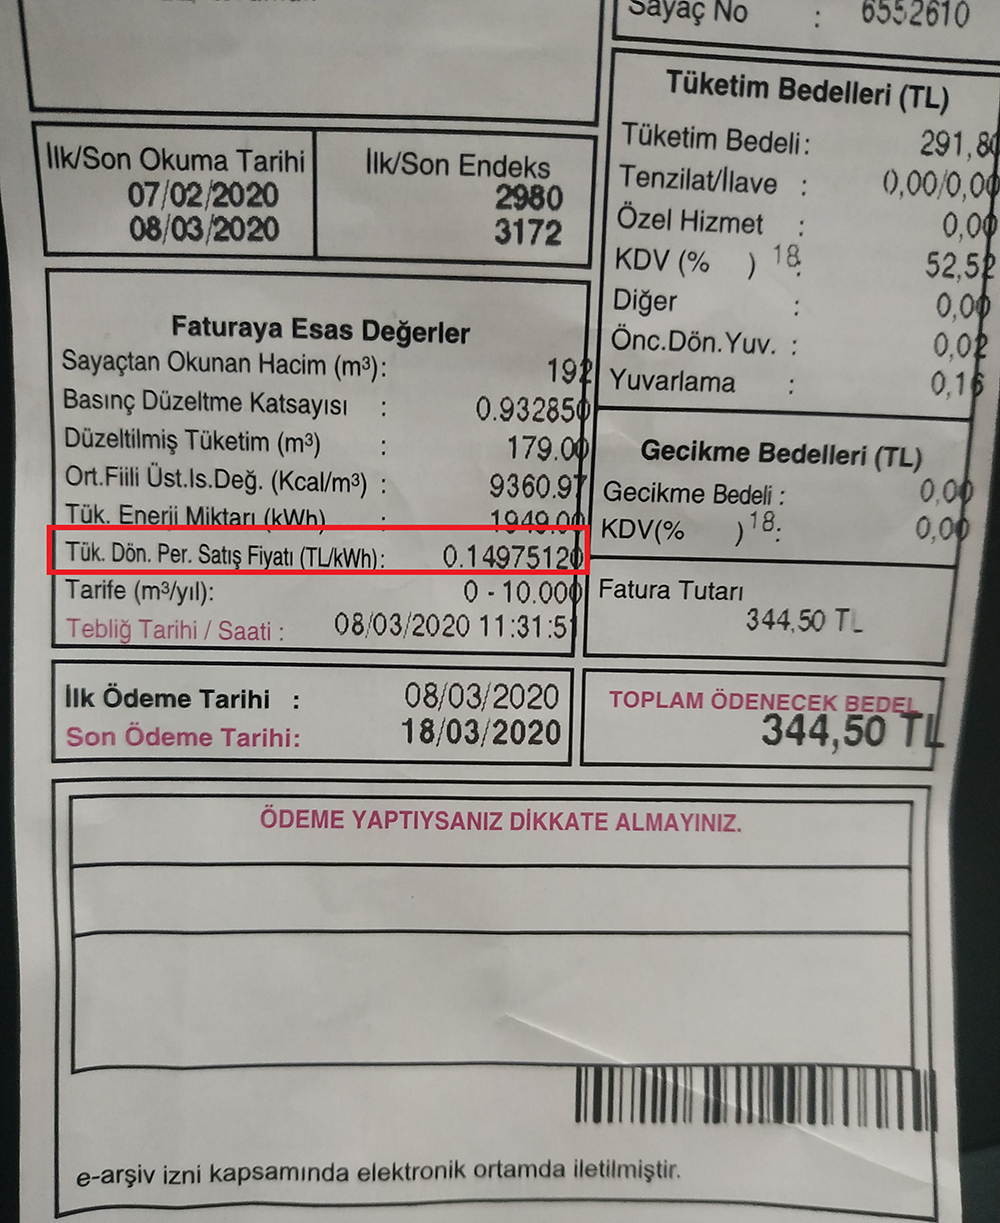 Sayaç No : 6552610
İlk/Son Okuma Tarihi
07/02/2020
08/03/2020
İlk/Son Endeks
2980
3172
Faturaya Esas Değerler
Sayaçtan Okunan Hacim (m³): 192
Basınç Düzeltme Katsayısı : 0.932850
Düzeltilmiş Tüketim (m³) : 179.00
Ort.Fiili Üst.Is.Değ. (Kcal/m³) : 9360.97
Tük. Enerji Miktarı (kWh) : 1949.00
Tük. Dön. Per. Satış Fiyatı (TL/kWh): 0.14975120
Tarife (m³/yıl): 0 - 10.000
Tebliğ Tarihi / Saati : 08/03/2020 11:31:51
İlk Ödeme Tarihi : 08/03/2020
Son Ödeme Tarihi: 18/03/2020
Tüketim Bedelleri (TL)
Tüketim Bedeli : 291,80
Tenzilat/İlave : 0,00/0,00
Özel Hizmet : 0,00
KDV (% ) 18 : 52,52
Diğer : 0,00
Önc.Dön.Yuv. : 0,02
Yuvarlama : 0,16
Gecikme Bedelleri (TL)
Gecikme Bedeli : 0,00
KDV(% ) 18 : 0,00
Fatura Tutarı
344,50 TL
TOPLAM ÖDENECEK BEDEL
344,50 TL
ÖDEME YAPTIYSANIZ DİKKATE ALMAYINIZ.
e-arşiv izni kapsamında elektronik ortamda iletilmiştir.